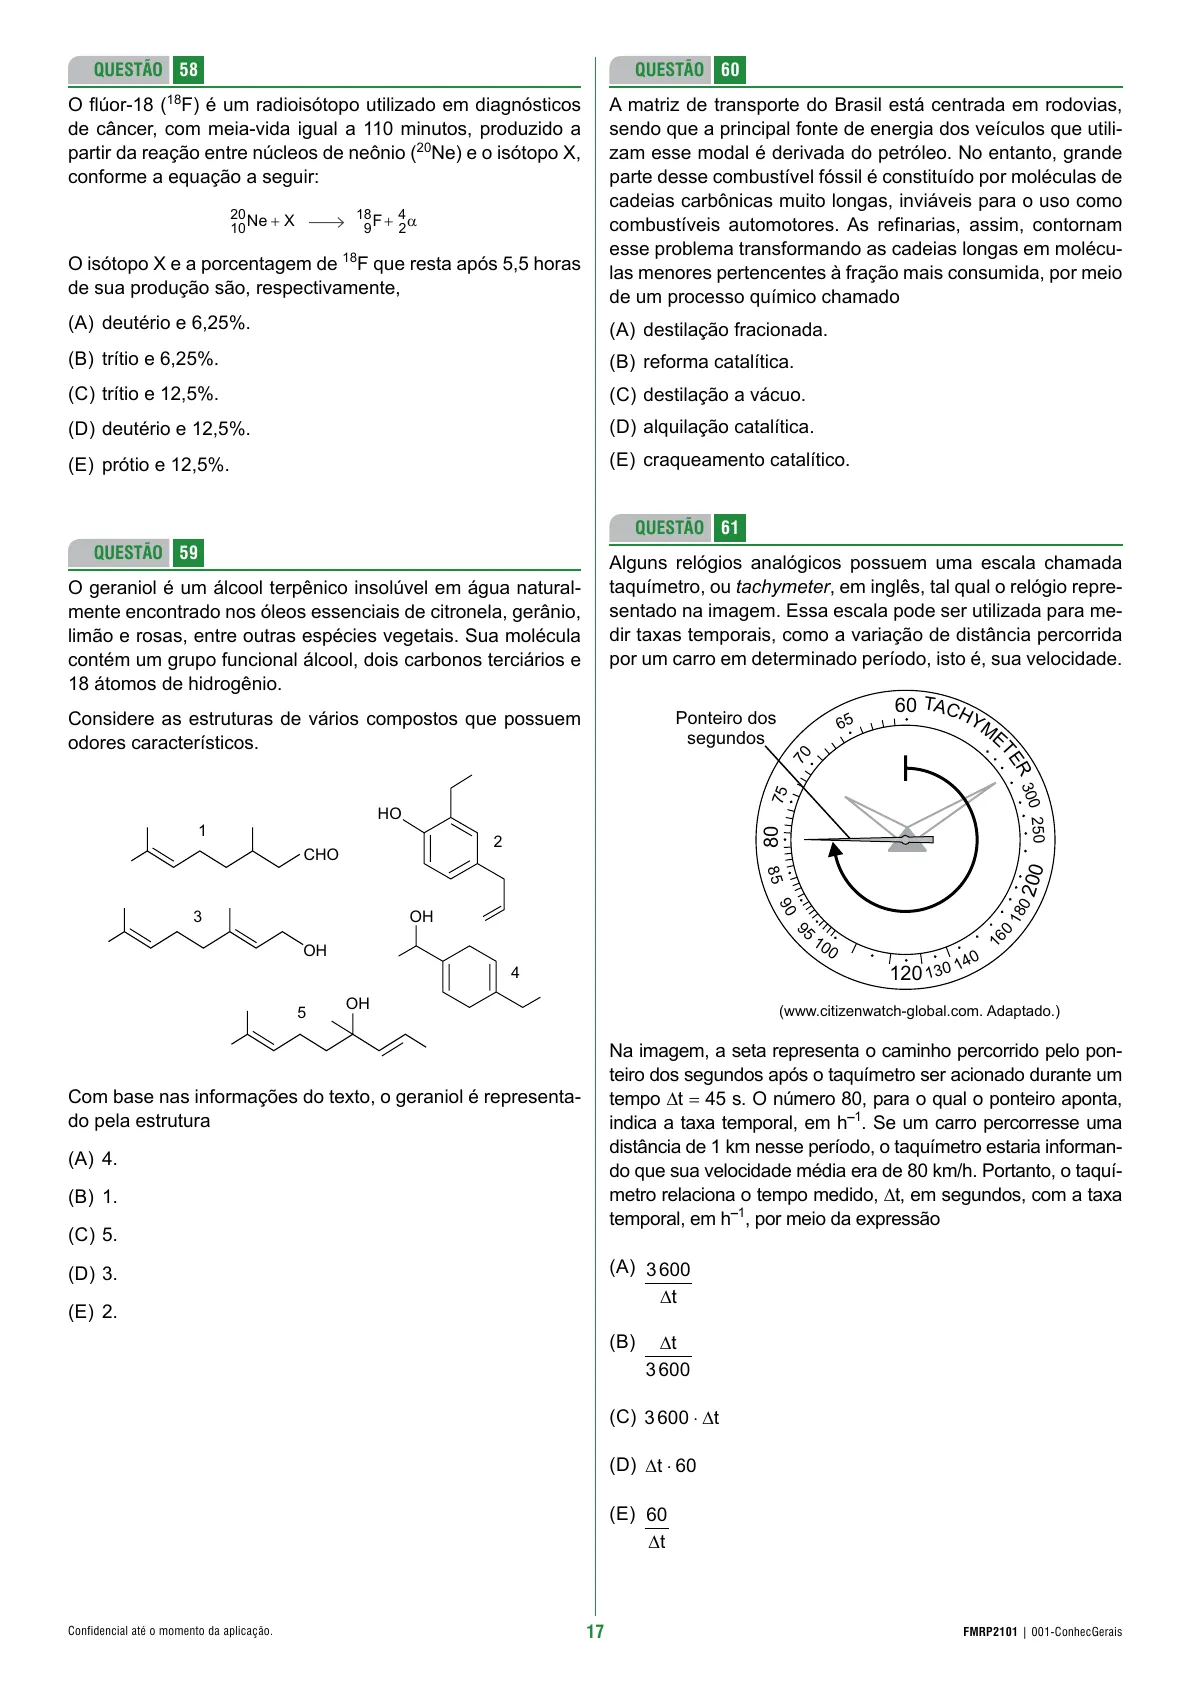 QUESTÃO 58
O flúor-18 (¹⁸F) é um radioisótopo utilizado em diagnósticos
de câncer, com meia-vida igual a 110 minutos, produzido a
partir da reação entre núcleos de neônio (²⁰Ne) e o isótopo X,
conforme a equação a seguir:
²⁰₁₀Ne + X ⟶ ¹⁸₉F + ⁴₂α
O isótopo X e a porcentagem de ¹⁸F que resta após 5,5 horas
de sua produção são, respectivamente,
(A) deutério e 6,25%.
(B) trítio e 6,25%.
(C) trítio e 12,5%.
(D) deutério e 12,5%.
(E) prótio e 12,5%.
QUESTÃO 59
O geraniol é um álcool terpênico insolúvel em água natural-
mente encontrado nos óleos essenciais de citronela, gerânio,
limão e rosas, entre outras espécies vegetais. Sua molécula
contém um grupo funcional álcool, dois carbonos terciários e
18 átomos de hidrogênio.
Considere as estruturas de vários compostos que possuem
odores característicos.
1
CHO
HO
2
3
OH
OH
4
5
OH
Com base nas informações do texto, o geraniol é representa-
do pela estrutura
(A) 4.
(B) 1.
(C) 5.
(D) 3.
(E) 2.
QUESTÃO 60
A matriz de transporte do Brasil está centrada em rodovias,
sendo que a principal fonte de energia dos veículos que utili-
zam esse modal é derivada do petróleo. No entanto, grande
parte desse combustível fóssil é constituído por moléculas de
cadeias carbônicas muito longas, inviáveis para o uso como
combustíveis automotores. As refinarias, assim, contornam
esse problema transformando as cadeias longas em molécu-
las menores pertencentes à fração mais consumida, por meio
de um processo químico chamado
(A) destilação fracionada.
(B) reforma catalítica.
(C) destilação a vácuo.
(D) alquilação catalítica.
(E) craqueamento catalítico.
QUESTÃO 61
Alguns relógios analógicos possuem uma escala chamada
taquímetro, ou tachymeter, em inglês, tal qual o relógio repre-
sentado na imagem. Essa escala pode ser utilizada para me-
dir taxas temporais, como a variação de distância percorrida
por um carro em determinado período, isto é, sua velocidade.
Ponteiro dos
segundos
60 TACHYMETER
300
250
200
180
160
140
130
120
100
95
90
85
80
75
70
65
(www.citizenwatch-global.com. Adaptado.)
Na imagem, a seta representa o caminho percorrido pelo pon-
teiro dos segundos após o taquímetro ser acionado durante um
tempo Δt = 45 s. O número 80, para o qual o ponteiro aponta,
indica a taxa temporal, em h⁻¹. Se um carro percorresse uma
distância de 1 km nesse período, o taquímetro estaria informan-
do que sua velocidade média era de 80 km/h. Portanto, o taquí-
metro relaciona o tempo medido, Δt, em segundos, com a taxa
temporal, em h⁻¹, por meio da expressão
(A) 3 600
Δt
(B) Δt
3 600
(C) 3 600 · Δt
(D) Δt · 60
(E) 60
Δt
Confidencial até o momento da aplicação.
17
FMRP2101 | 001-ConhecGerais